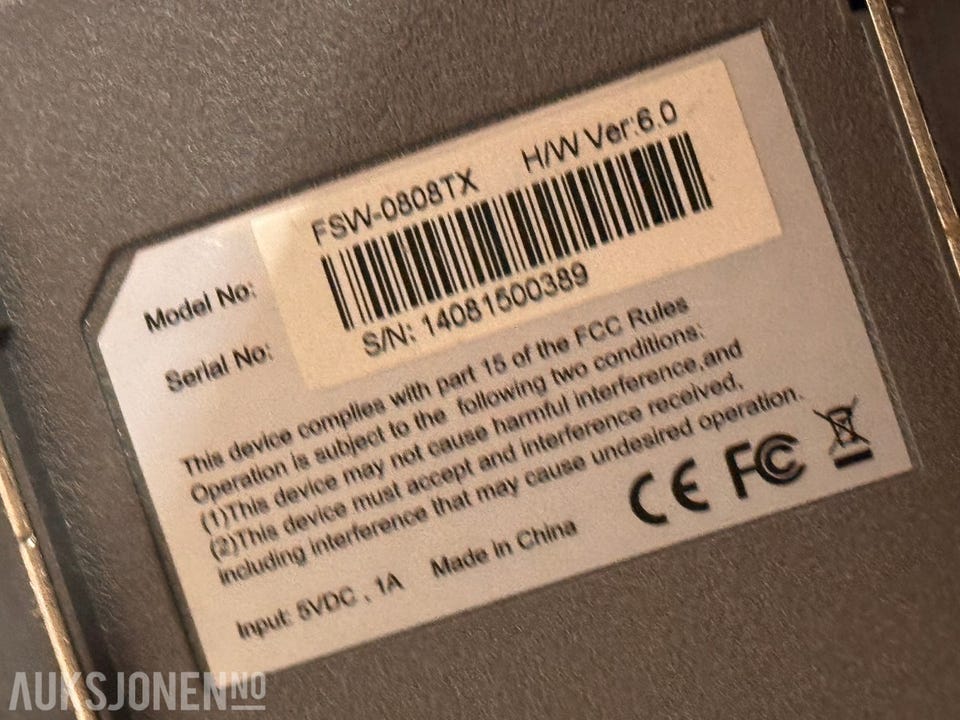 FSW-0808TX H/W Ver:6.0
Model No:
S/N: 14081500389
Serial No:
This device complies with part 15 of the FCC Rules
Operation is subject to the following two conditions:
(1)This device may not cause harmful interference,and
(2)This device must accept and interference received,
including interference that may cause undesired operation.
Input: 5VDC , 1A Made in China
CE FC
AUKSJONEN.NO